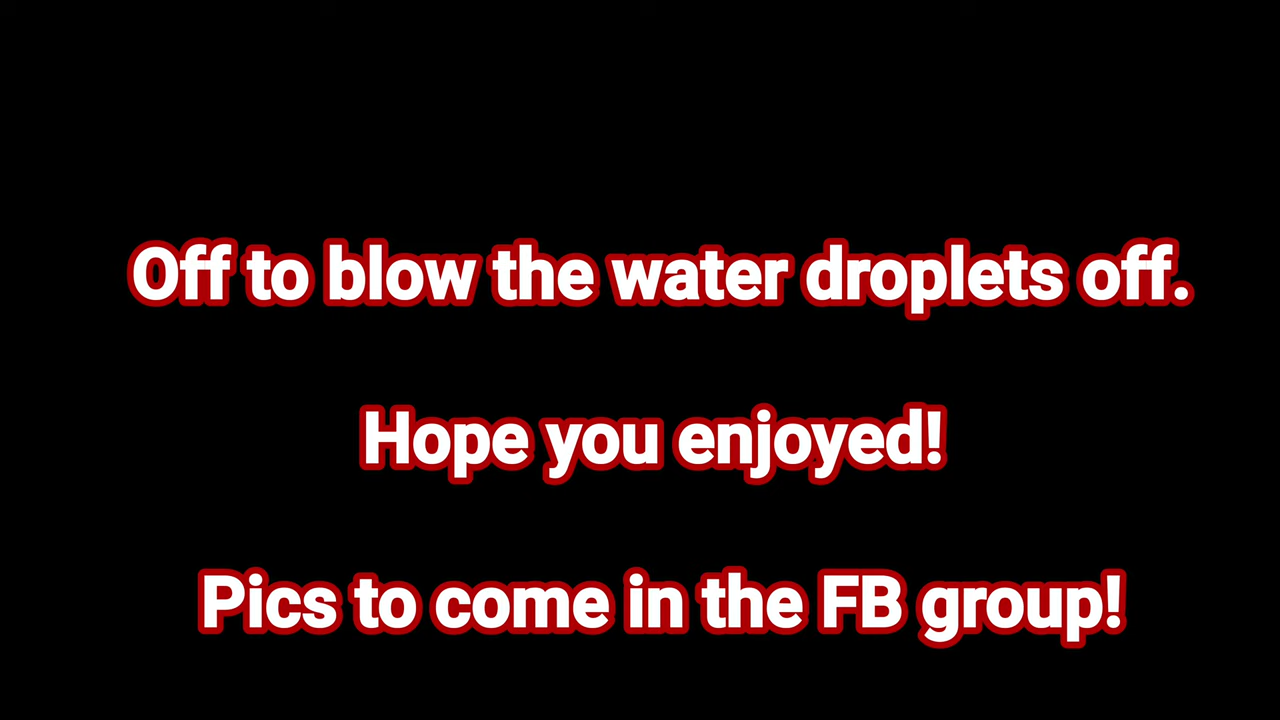 Off to blow the water droplets off.
Hope you enjoyed!
Pics to come in the FB group!